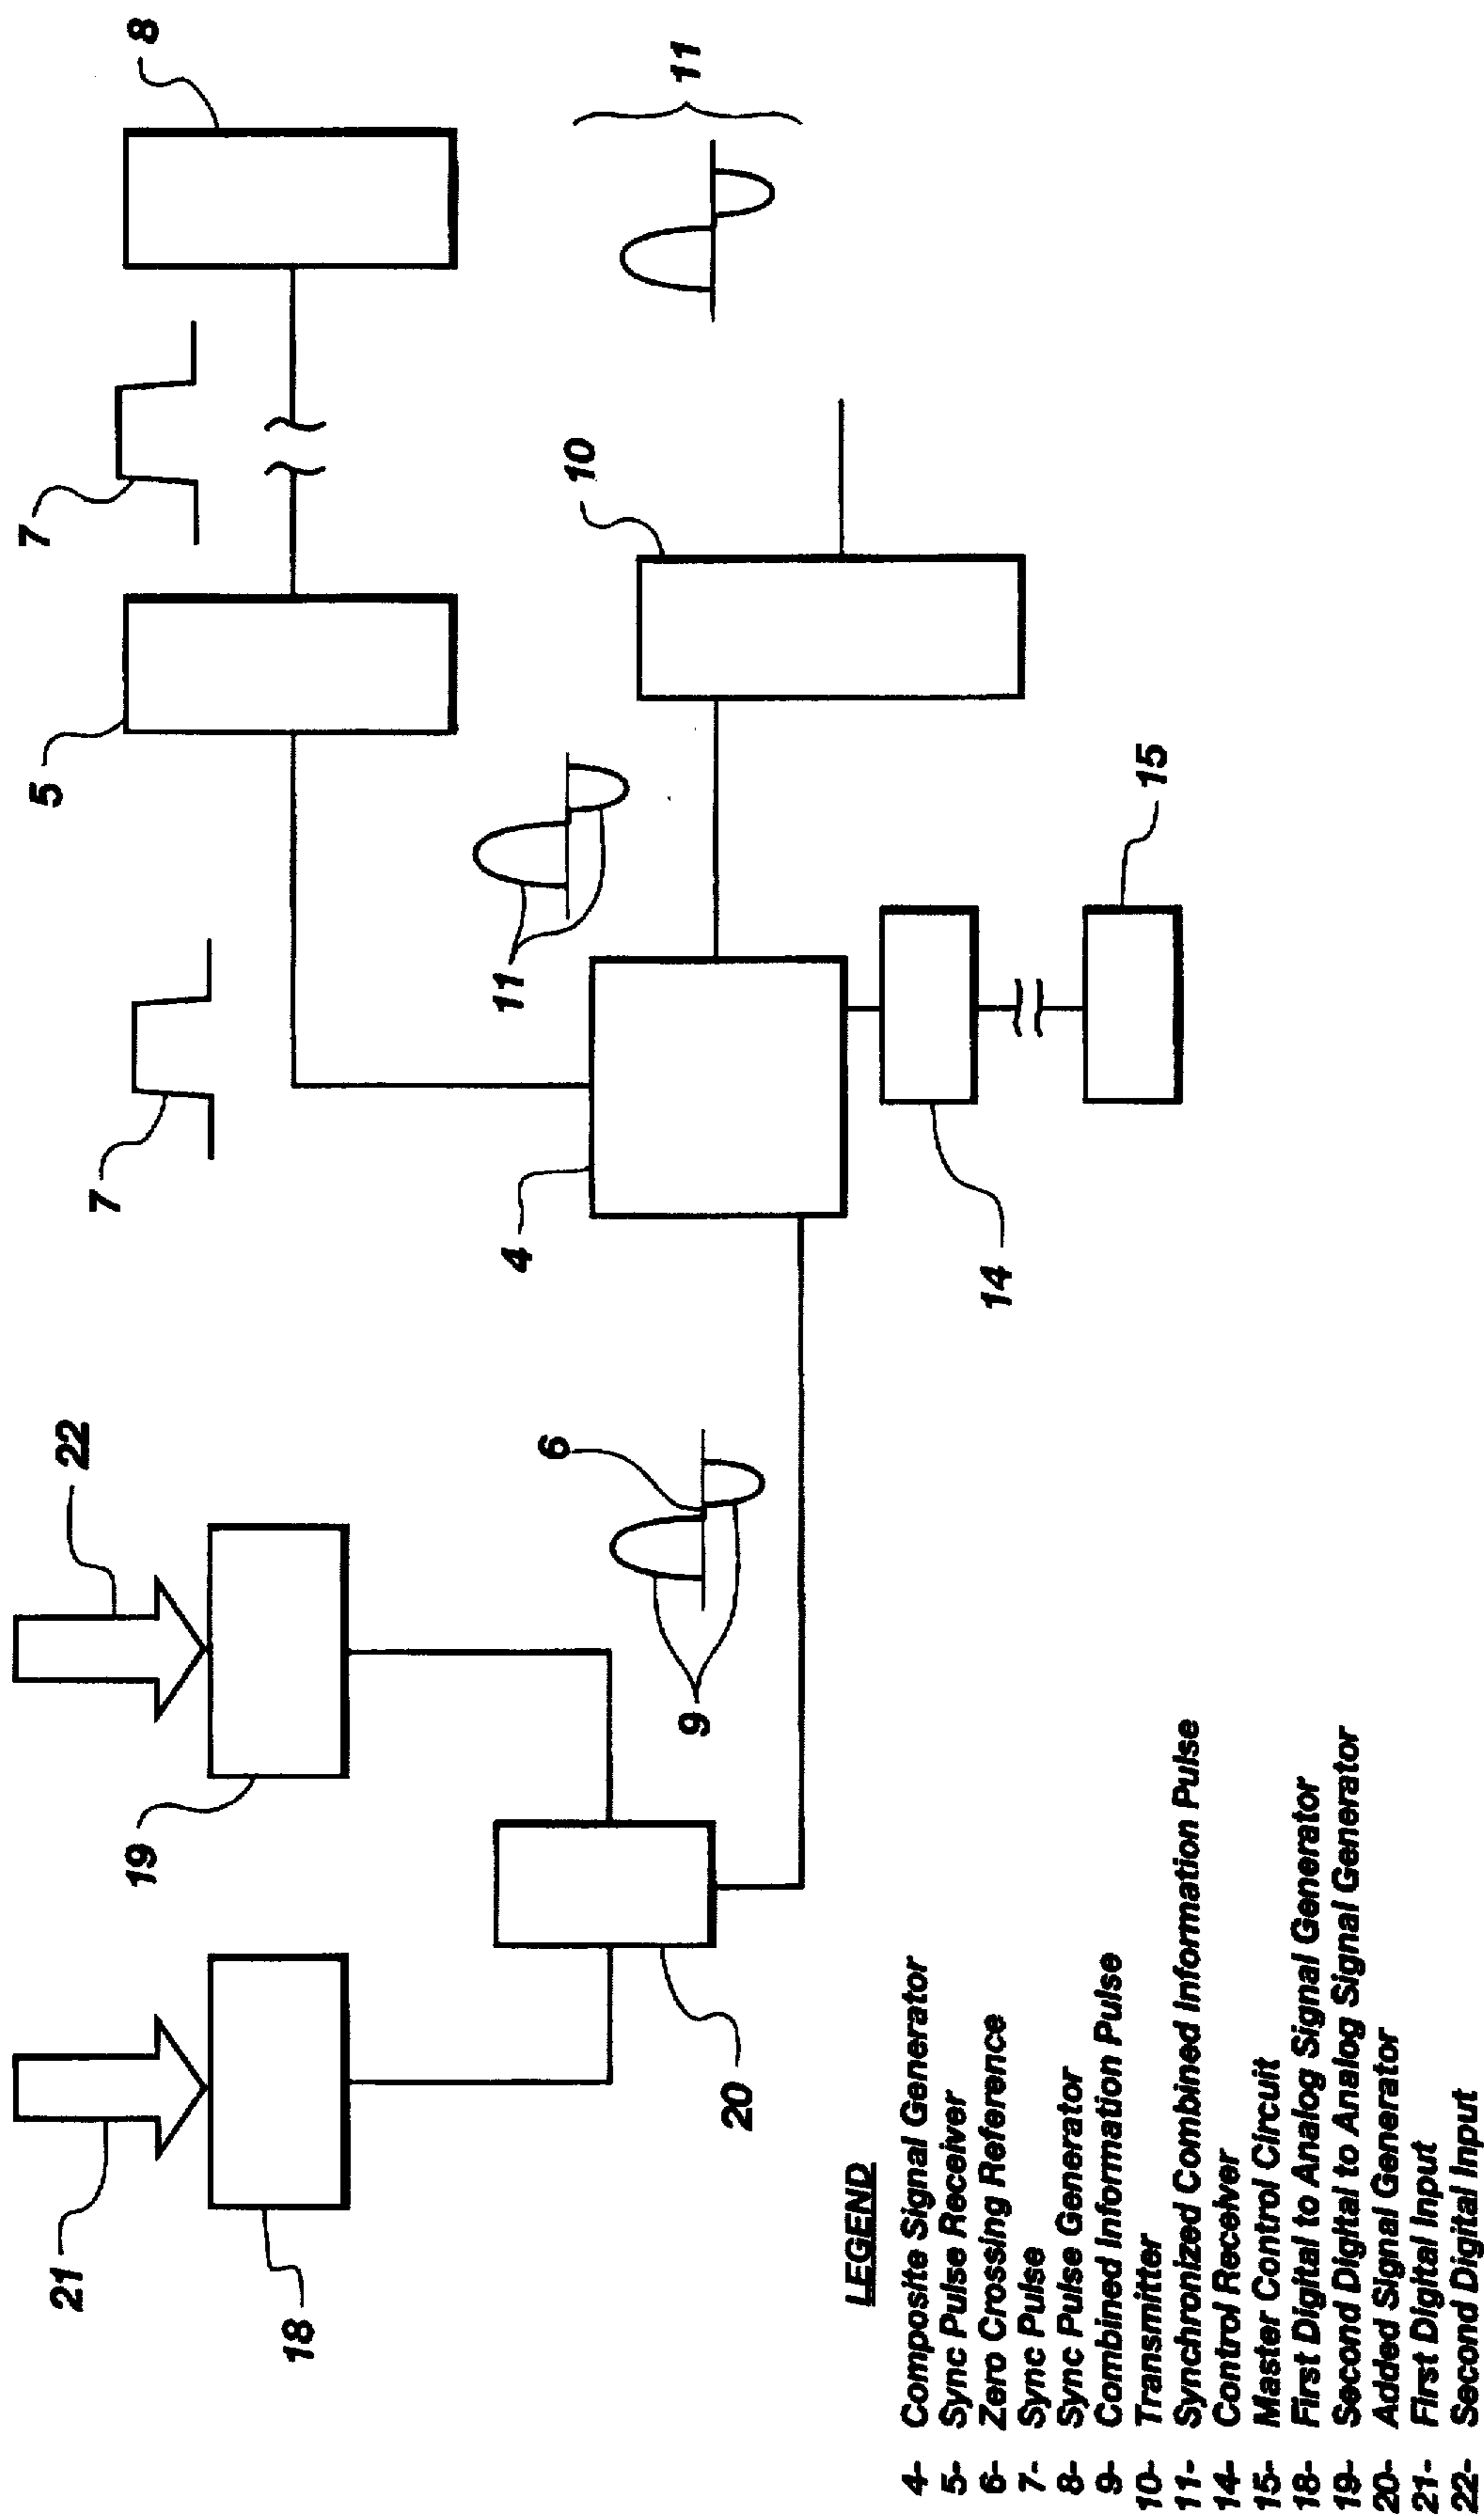 8
11
7
10
5
15
11
7
4
14
22
6
9
19
20
21
18
LEGEND
4- Composite Signal Generator
5- Sync Pulse Receiver
6- Zero Crossing Reference
7- Sync Pulse
8- Sync Pulse Generator
9- Combined Information Pulse
10- Transmitter
11- Synchronized Combined Information Pulse
14- Control Receiver
15- Master Control Circuit
18- First Digital to Analog Signal Generator
19- Second Digital to Analog Signal Generator
20- Added Signal Generator
21- First Digital Input
22- Second Digital Input